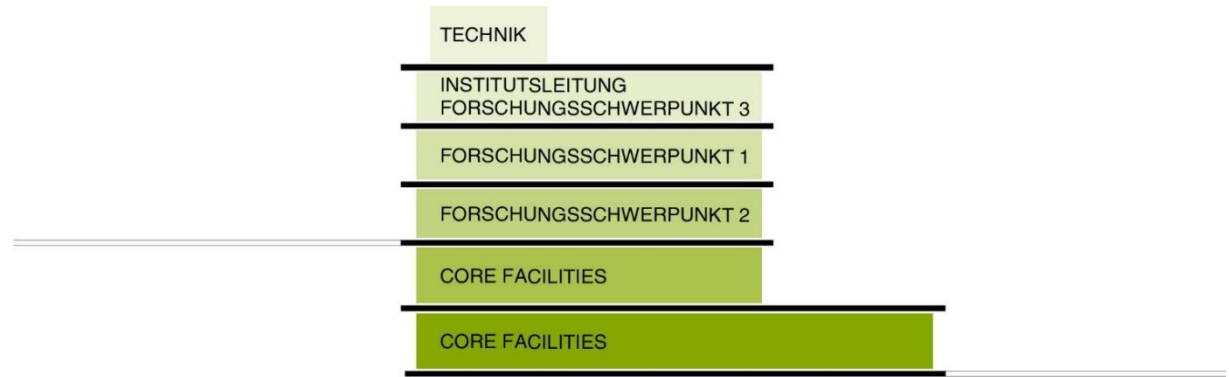 TECHNIK
INSTITUTSLEITUNG
FORSCHUNGSSCHWERPUNKT 3
FORSCHUNGSSCHWERPUNKT 1
FORSCHUNGSSCHWERPUNKT 2
CORE FACILITIES
CORE FACILITIES